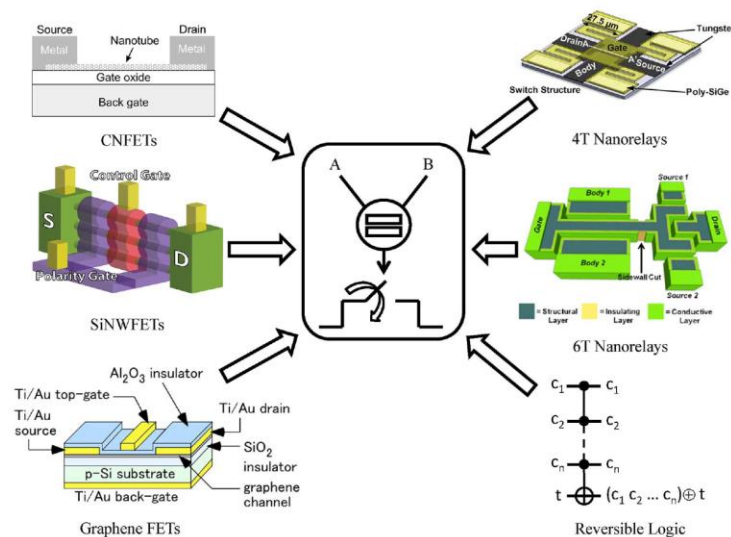 Source
Drain
Nanotube
Metal
Metal
Gate oxide
Back gate
CNFETs
Control Gate
S
D
Polarity Gate
SiNWFETs
Al₂O₃ insulator
Ti/Au top-gate
Ti/Au source
Ti/Au drain
SiO₂ insulator
p-Si substrate
graphene channel
Ti/Au back-gate
Graphene FETs
A
B
27.5 μm
Tungste
DrainA
Gate
A'Source
Body
Switch Structure
Poly-SiGe
4T Nanorelays
Body 1
Source 1
Gate
Drain
Body 2
Sidewall Cut
Source 2
= Structural Layer
= Insulating Layer
= Conductive Layer
6T Nanorelays
c₁ c₁
c₂ c₂
cₙ cₙ
t (c₁ c₂ ... cₙ)⊕ t
Reversible Logic